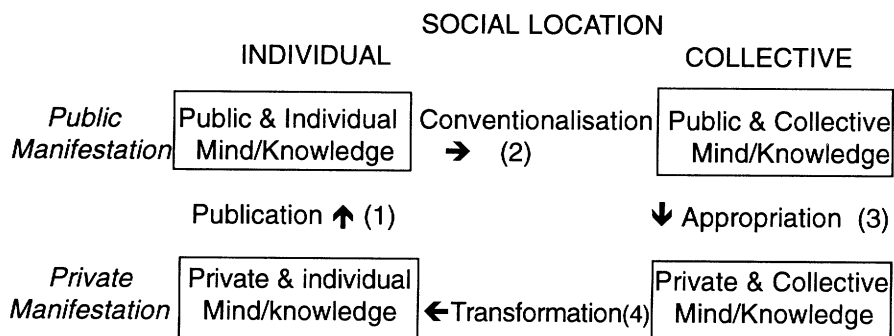 SOCIAL LOCATION
INDIVIDUAL COLLECTIVE
Public Manifestation
Public & Individual
Mind/Knowledge
Conventionalisation
→ (2)
Public & Collective
Mind/Knowledge
Publication ↑ (1)
↓ Appropriation (3)
Private Manifestation
Private & individual
Mind/knowledge
←Transformation(4)
Private & Collective
Mind/Knowledge